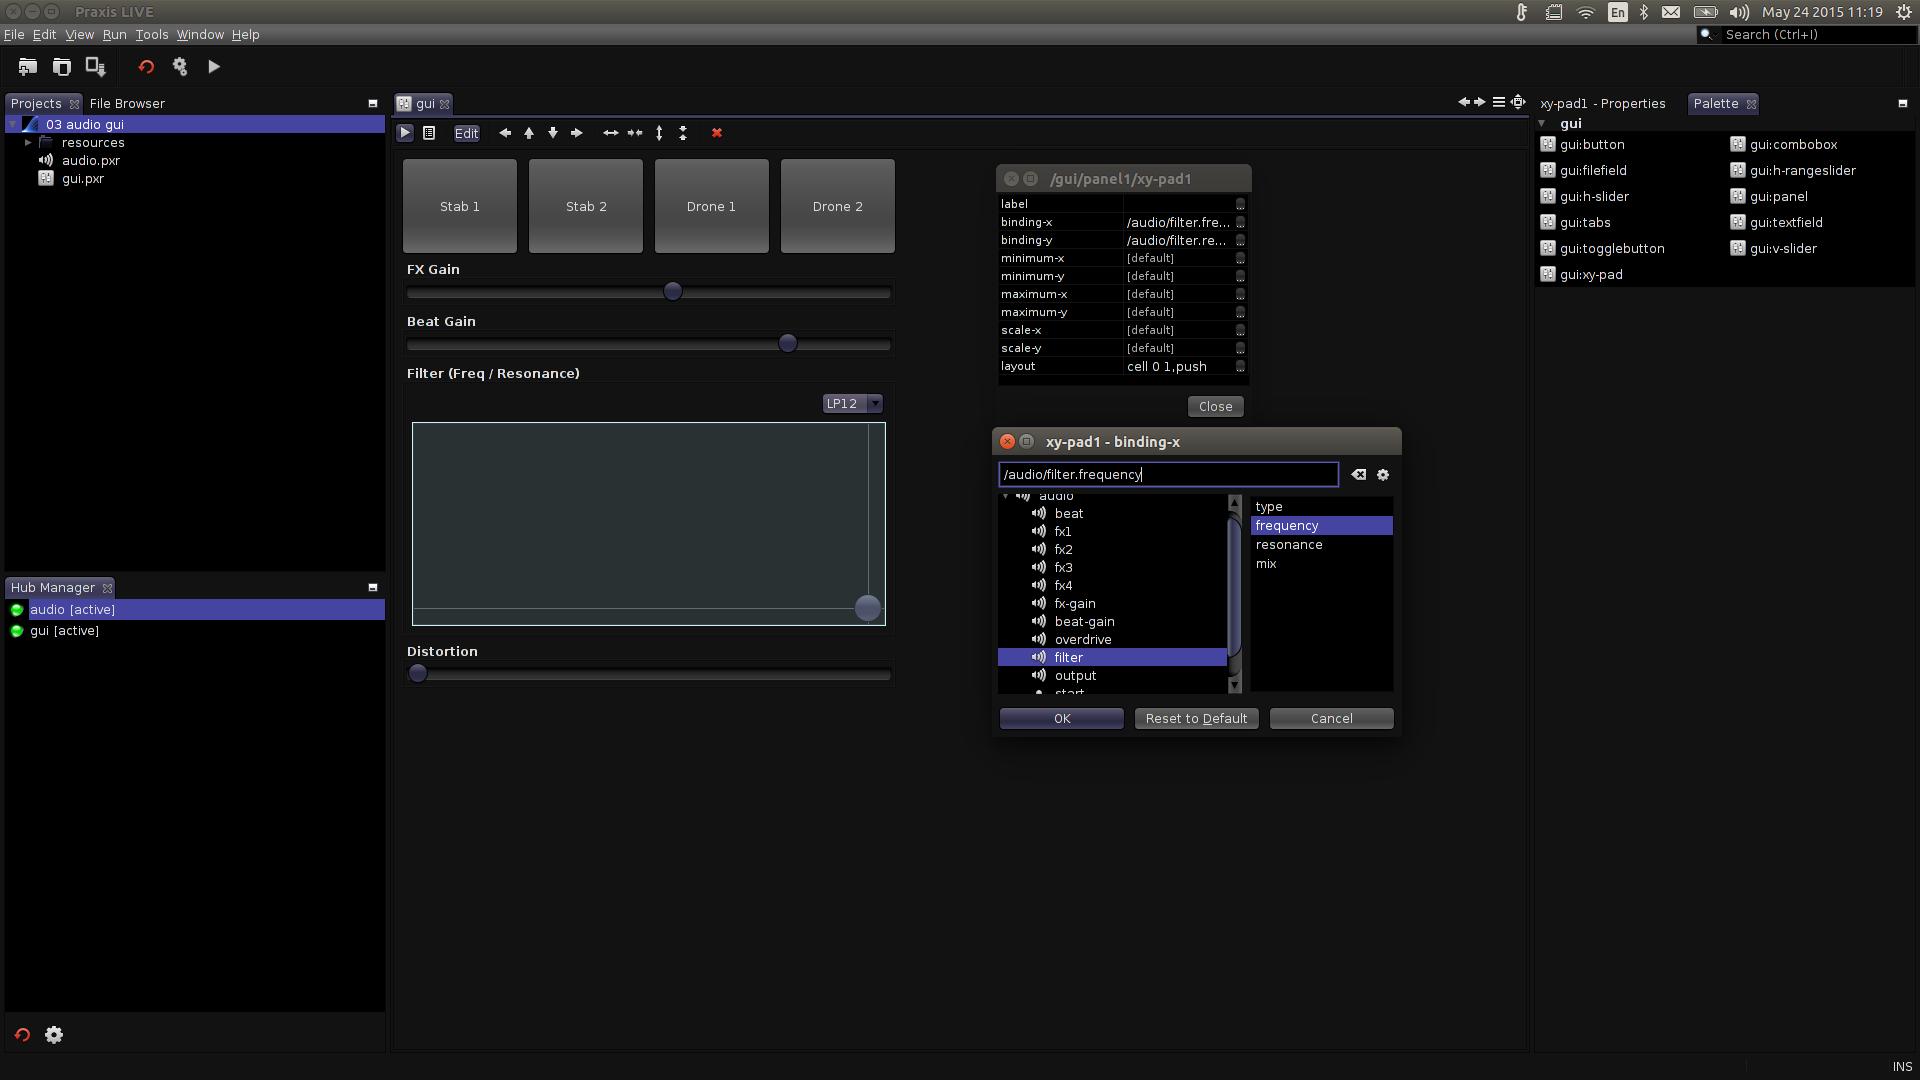 Praxis LIVE
En
May 24 2015 11:19
File Edit View Run Tools Window Help
Search (Ctrl+I)
Projects
File Browser
03 audio gui
resources
audio.pxr
gui.pxr
Hub Manager
audio [active]
gui [active]
gui
Edit
Stab 1
Stab 2
Drone 1
Drone 2
FX Gain
Beat Gain
Filter (Freq / Resonance)
LP12
Distortion
/gui/panel1/xy-pad1
label ...
binding-x /audio/filter.fre... ...
binding-y /audio/filter.re... ...
minimum-x [default] ...
minimum-y [default] ...
maximum-x [default] ...
maximum-y [default] ...
scale-x [default] ...
scale-y [default] ...
layout cell 0 1,push ...
Close
xy-pad1 - binding-x
/audio/filter.frequency
audio
beat
fx1
fx2
fx3
fx4
fx-gain
beat-gain
overdrive
filter
output
start
type
frequency
resonance
mix
OK
Reset to Default
Cancel
xy-pad1 - Properties
Palette
gui
gui:button
gui:combobox
gui:filefield
gui:h-rangeslider
gui:h-slider
gui:panel
gui:tabs
gui:textfield
gui:togglebutton
gui:v-slider
gui:xy-pad
INS